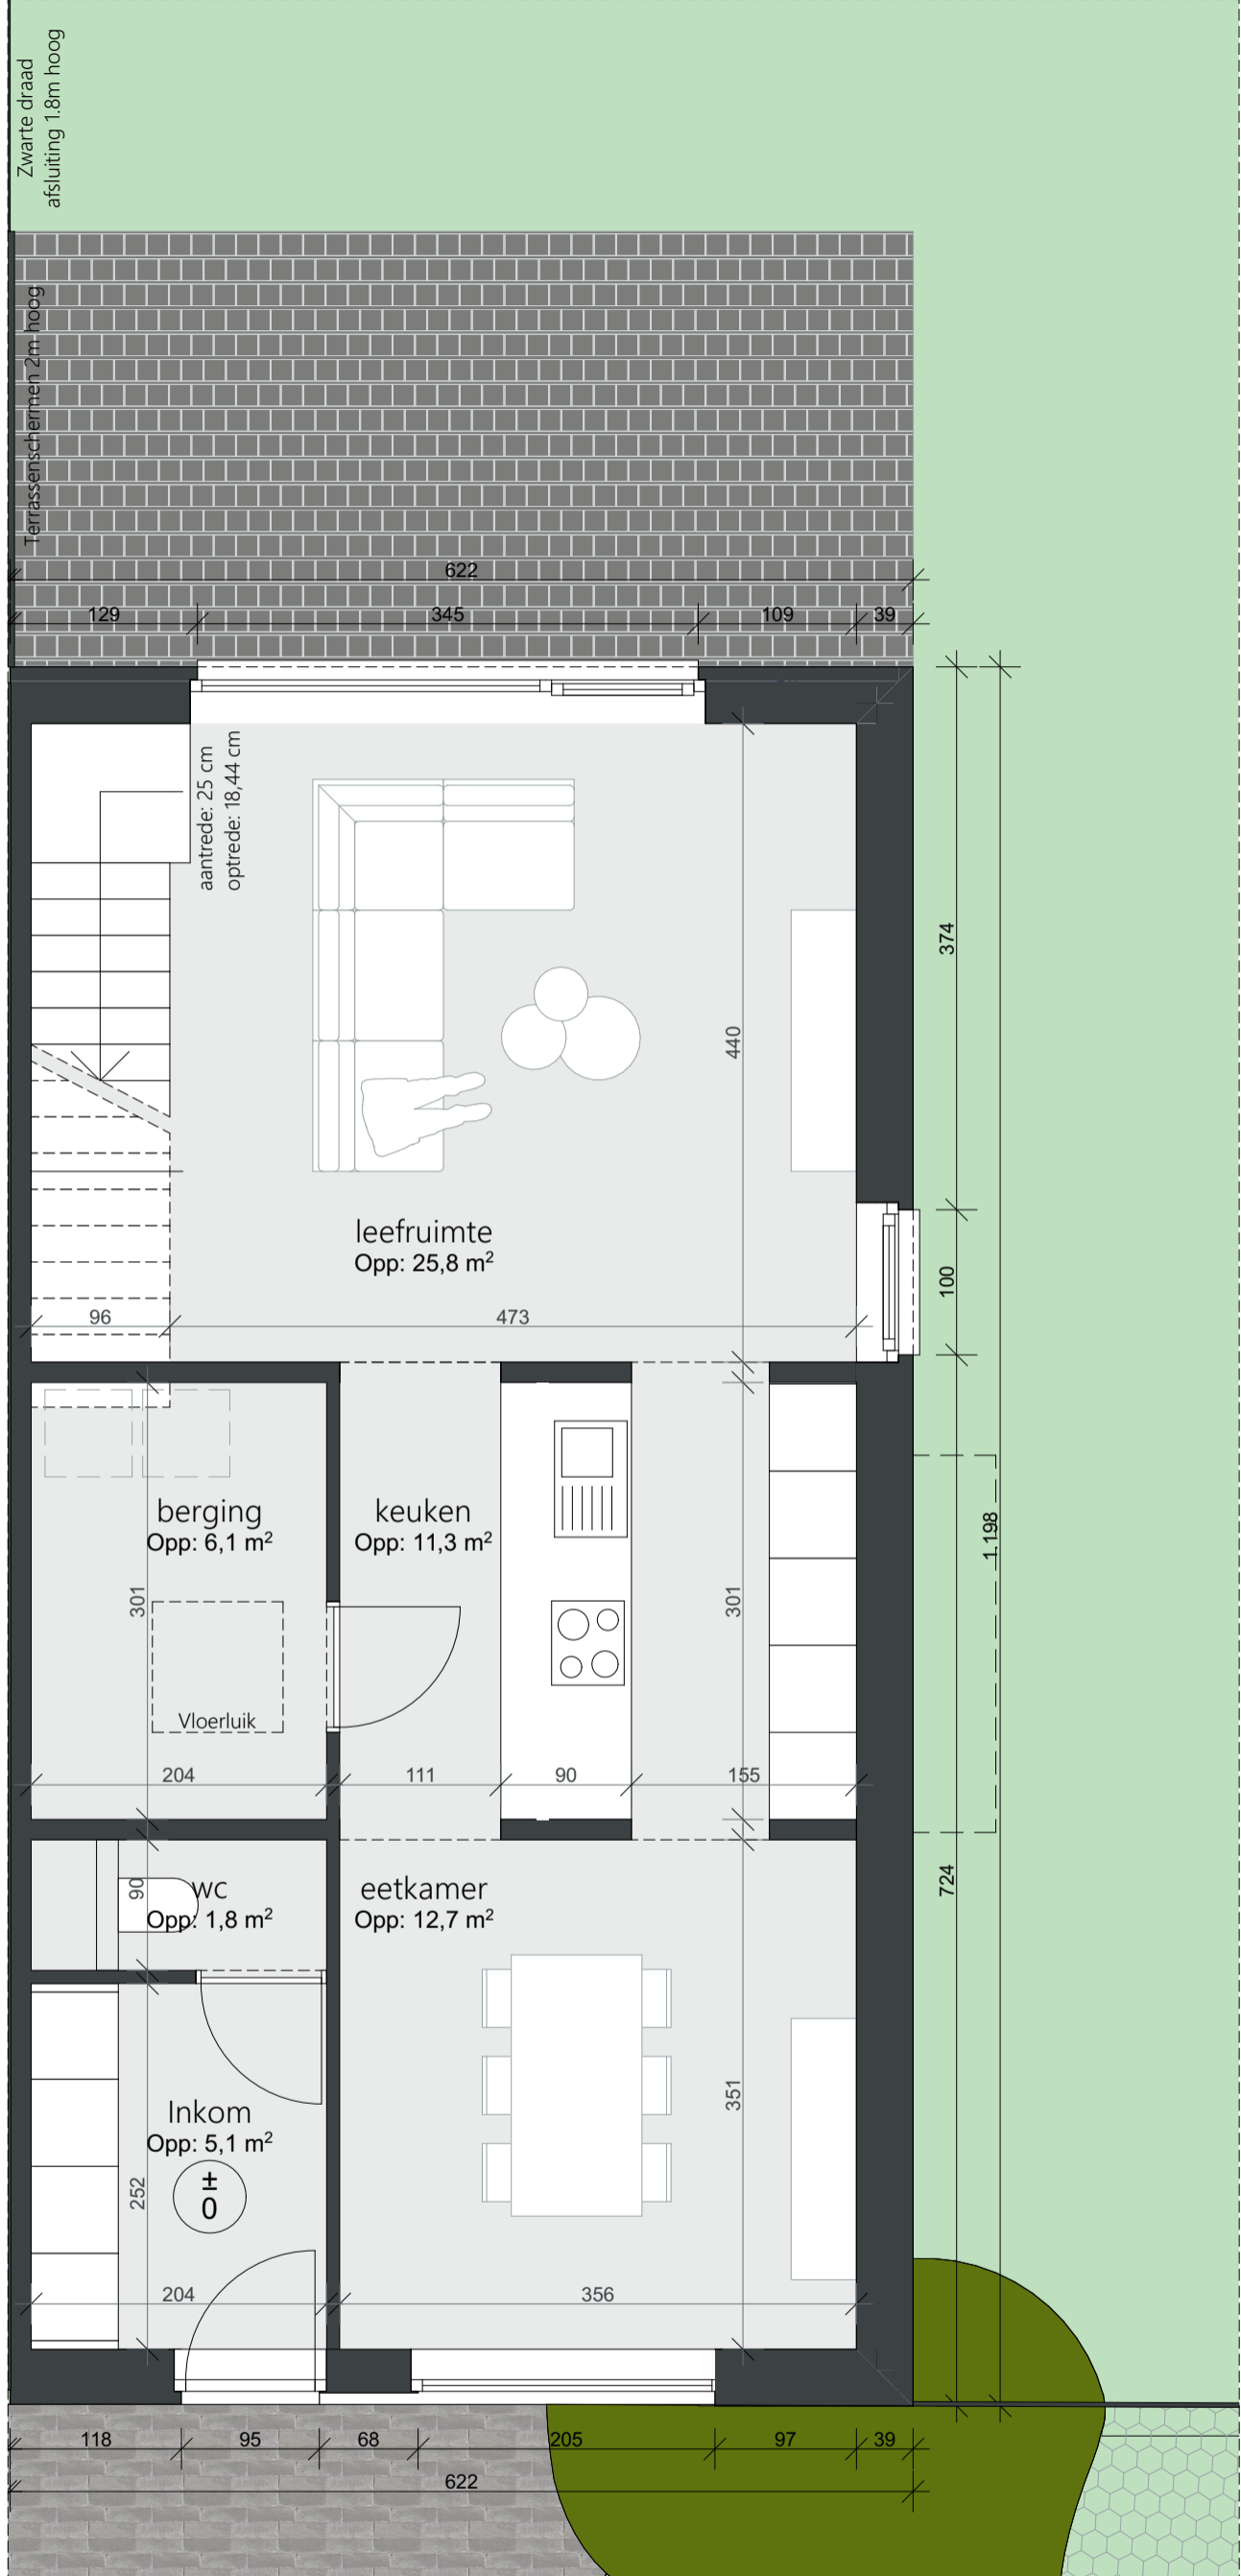 Zwarte draad
afsluiting 1.8m hoog
Terrassenschermen 2m hoog
622
129 345 109 39
aantrede: 25 cm
optrede: 18,44 cm
374
440
leefruimte
Opp: 25,8 m²
100
96 473
berging
Opp: 6,1 m²
keuken
Opp: 11,3 m²
1.198
301
301
Vloerluik
204 111 90 155
724
90
wc
Opp: 1,8 m²
eetkamer
Opp: 12,7 m²
351
Inkom
Opp: 5,1 m²
252
±
0
204 356
118 95 68 205 97 39
622